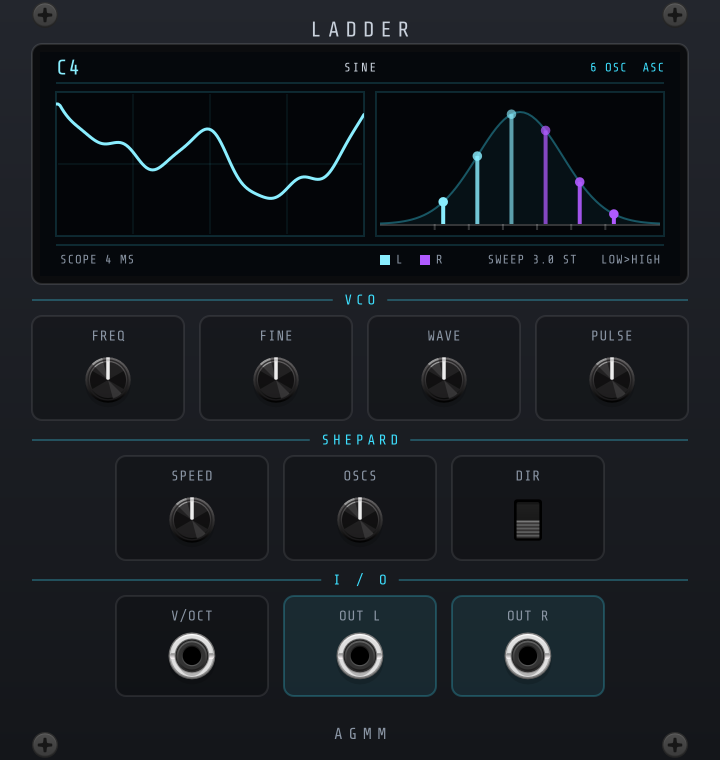 LADDER
C4 SINE 6 OSC ASC
SCOPE 4 MS L R SWEEP 3.0 ST LOW>HIGH
VCO
FREQ FINE WAVE PULSE
SHEPARD
SPEED OSCS DIR
I / O
V/OCT OUT L OUT R
AGMM